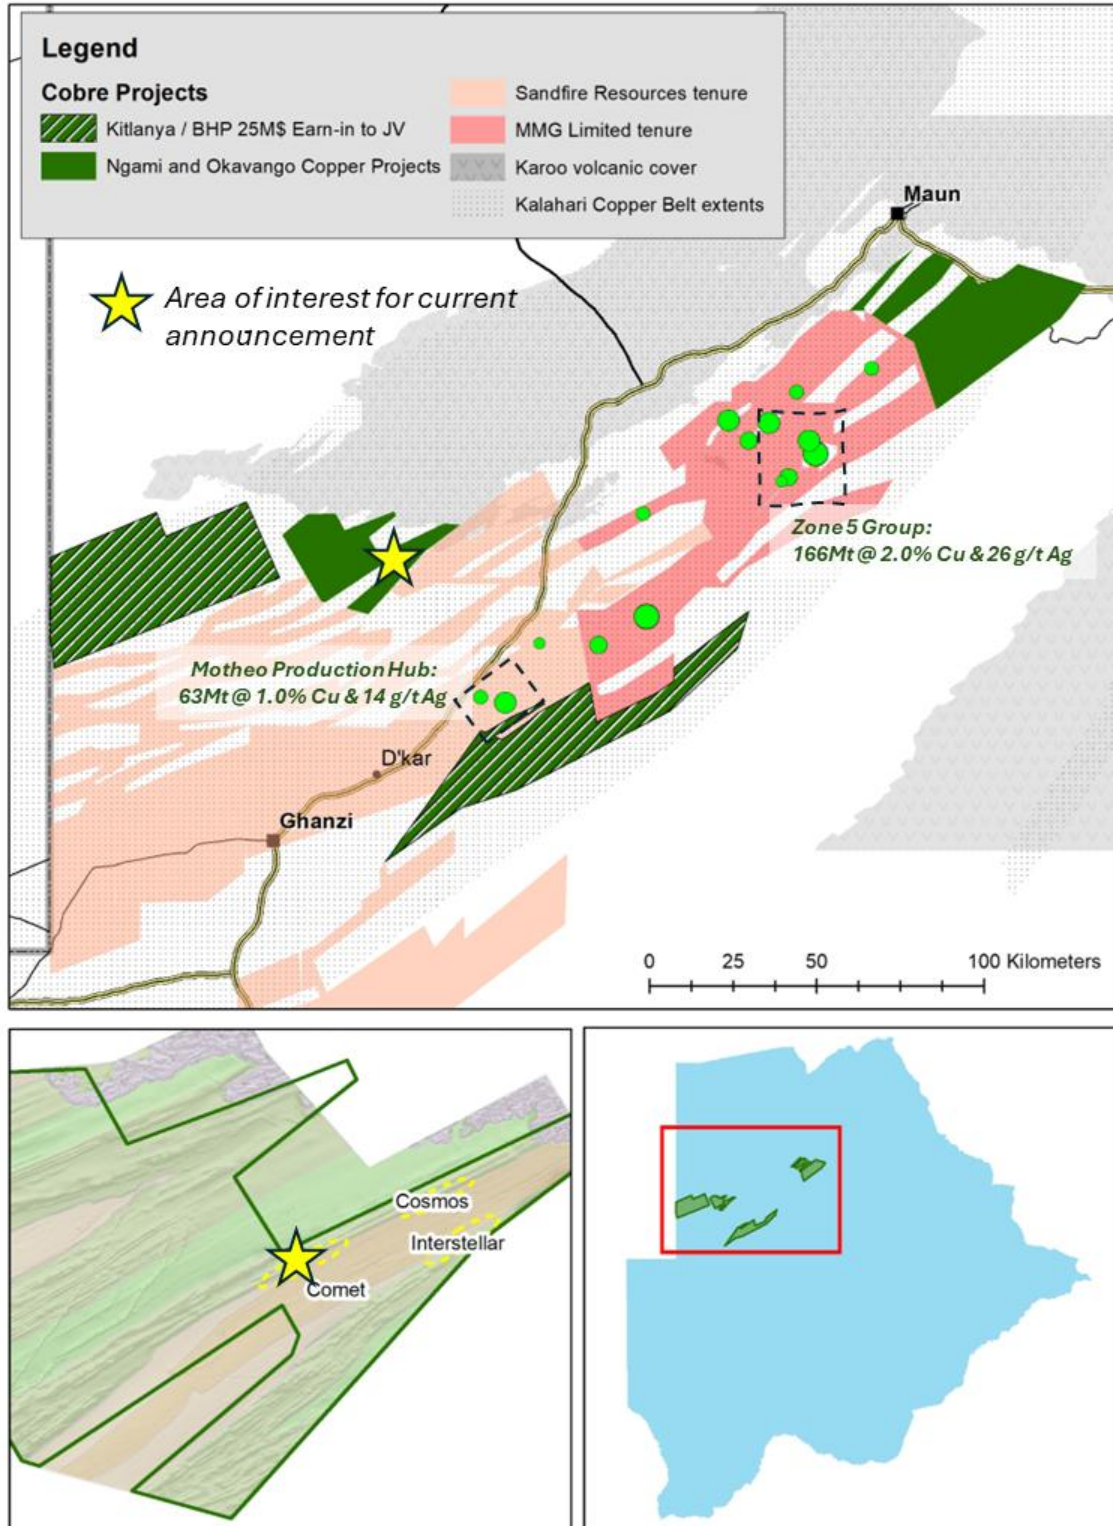 Legend
Cobre Projects
Kitlanya / BHP 25M$ Earn-in to JV
Ngami and Okavango Copper Projects
Sandfire Resources tenure
MMG Limited tenure
Karoo volcanic cover
Kalahari Copper Belt extents
Maun
Area of interest for current
announcement
Zone 5 Group:
166Mt @ 2.0% Cu & 26 g/t Ag
Motheo Production Hub:
63Mt @ 1.0% Cu & 14 g/t Ag
D'kar
Ghanzi
0 25 50 100 Kilometers
Cosmos
Interstellar
Comet